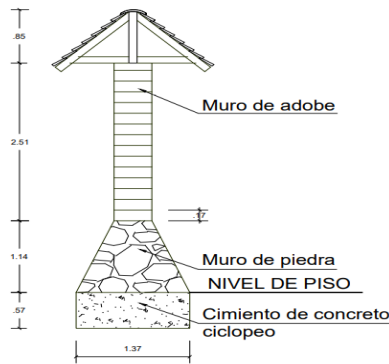 .85
Muro de adobe
2.51
.17
1.14
Muro de piedra
NIVEL DE PISO
.57
Cimiento de concreto
ciclopeo
1.37